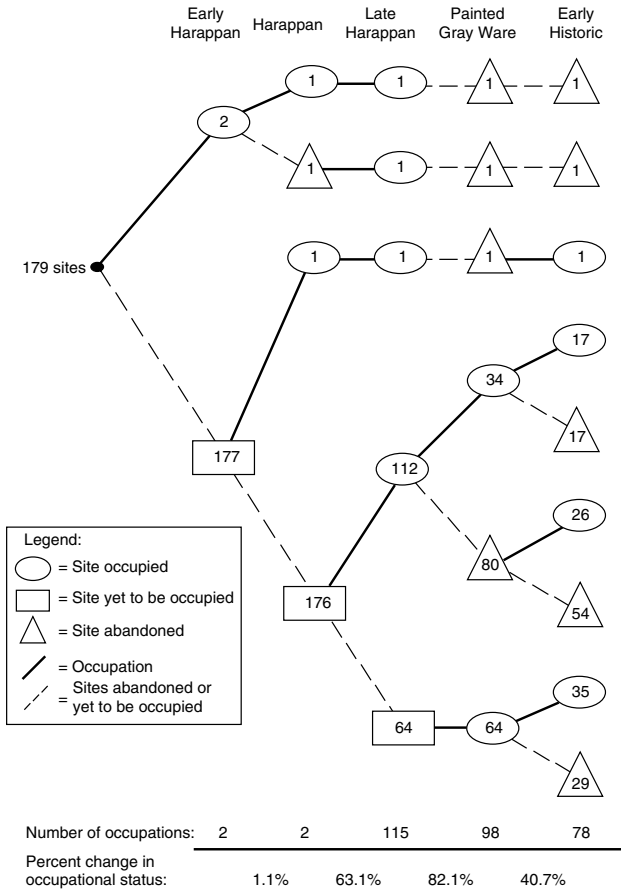 Early Harappan Late Painted Early
Harappan Harappan Gray Ware Historic
1 1 1 1
2
1 1 1 1
179 sites
1 1 1 1
17
34
17
177
112
26
80
54
176
35
64 64
29
Legend:
= Site occupied
= Site yet to be occupied
= Site abandoned
= Occupation
= Sites abandoned or
yet to be occupied
Number of occupations: 2 2 115 98 78
Percent change in
occupational status: 1.1% 63.1% 82.1% 40.7%